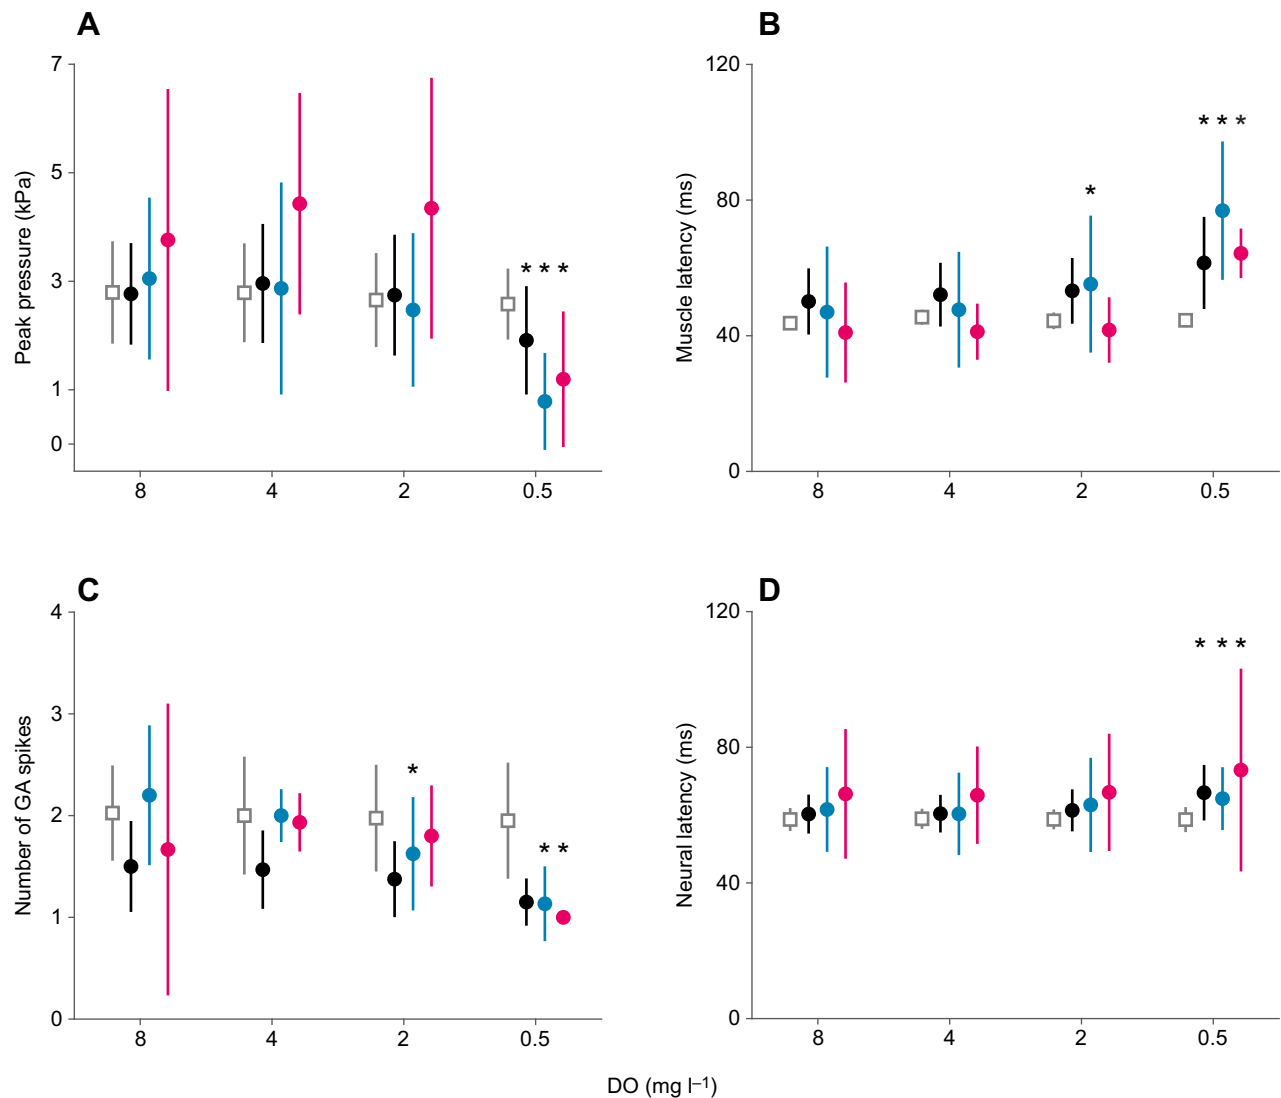 A
7
5
3
1
0
Peak pressure (kPa)
* * *
8 4 2 0.5
B
120
80
40
0
Muscle latency (ms)
*
* * *
8 4 2 0.5
C
4
3
2
1
0
Number of GA spikes
*
* *
8 4 2 0.5
D
120
80
40
0
Neural latency (ms)
* * *
8 4 2 0.5
DO (mg l⁻¹)